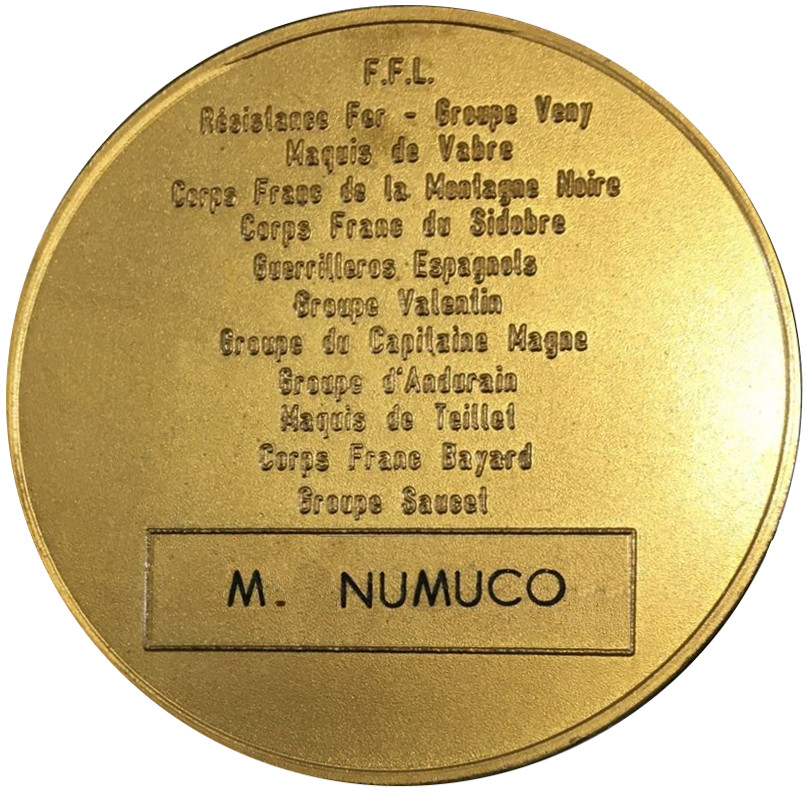 F.F.L.
Résistance Fer - Groupe Veny
Maquis de Vabre
Corps Franc de la Montagne Noire
Corps Franc du Sidobre
Guerrilleros Espagnols
Groupe Valentin
Groupe du Capitaine Magne
Groupe d'Andurain
Maquis de Teillet
Corps Franc Bayard
Groupe Saucet
M. NUMUCO